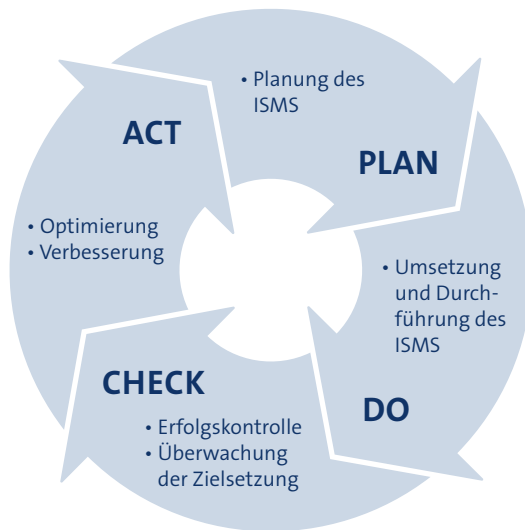 • Planung des
ISMS
PLAN
• Umsetzung
und Durch-
führung des
ISMS
DO
CHECK
• Erfolgskontrolle
• Überwachung
der Zielsetzung
ACT
• Optimierung
• Verbesserung